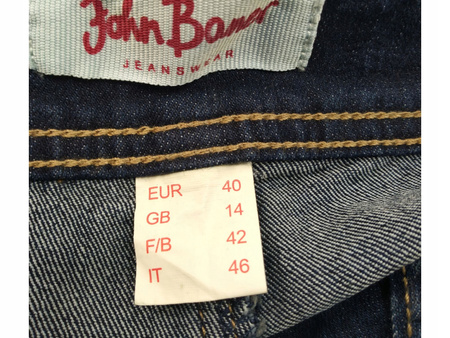 John Baner
JEANSWEAR
EUR 40
GB 14
F/B 42
IT 46